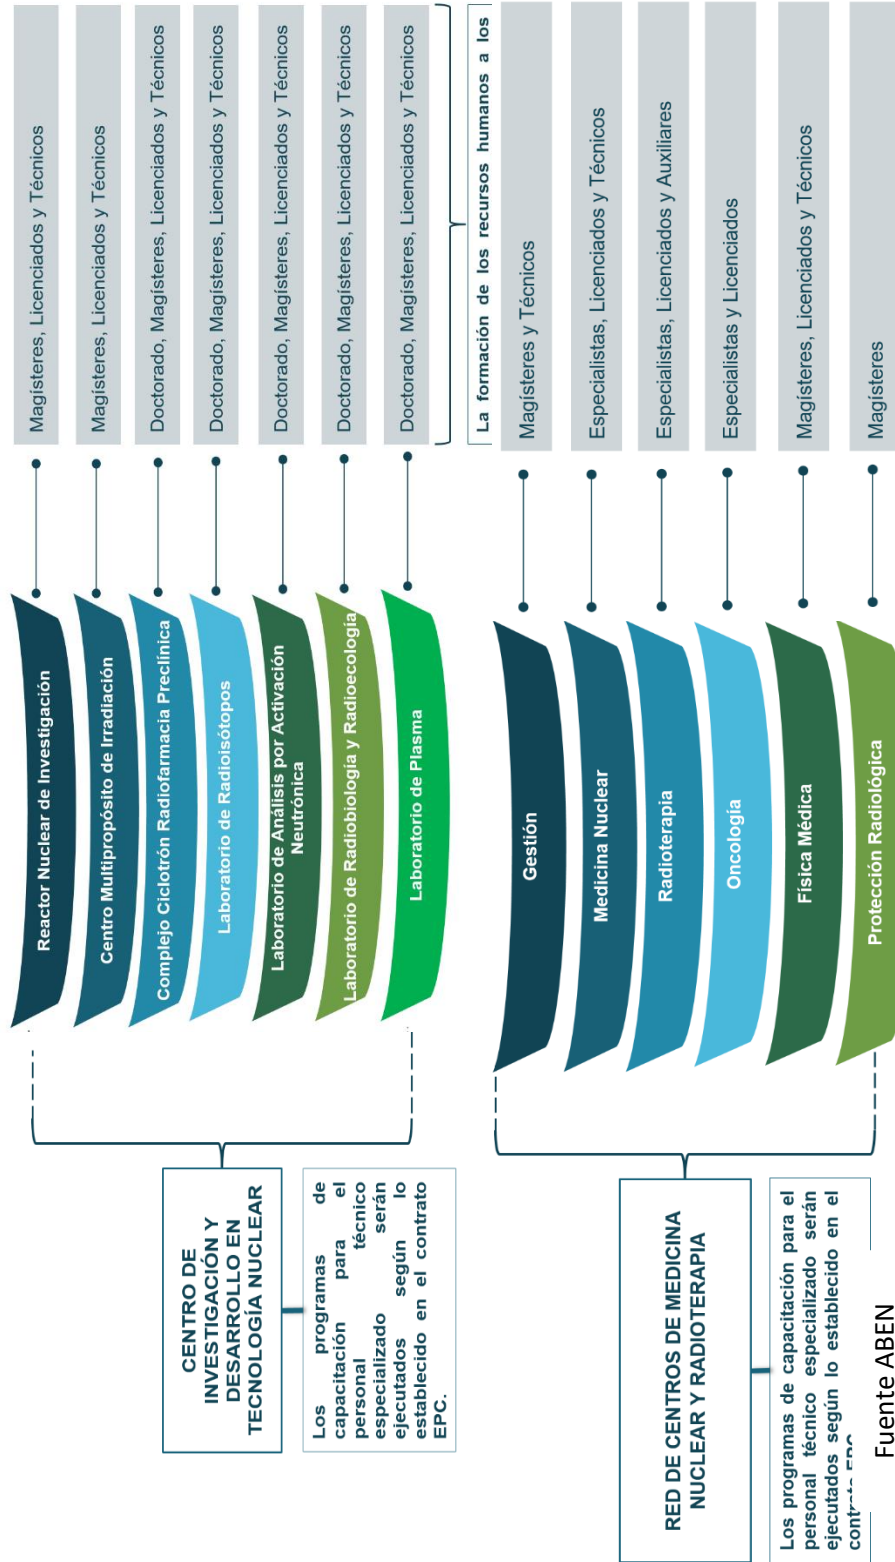 CENTRO DE
INVESTIGACIÓN Y
DESARROLLO EN
TECNOLOGÍA NUCLEAR
Los programas de
capacitación para el
personal técnico
especializado serán
ejecutados según lo
establecido en el contrato
EPC.
Reactor Nuclear de Investigación
Magísteres, Licenciados y Técnicos
Centro Multipropósito de Irradiación
Magísteres, Licenciados y Técnicos
Complejo Ciclotrón Radiofarmacia Preclínica
Doctorado, Magísteres, Licenciados y Técnicos
Laboratorio de Radioisótopos
Doctorado, Magísteres, Licenciados y Técnicos
Laboratorio de Análisis por Activación
Neutrónica
Doctorado, Magísteres, Licenciados y Técnicos
Laboratorio de Radiobiología y Radioecología
Doctorado, Magísteres, Licenciados y Técnicos
Laboratorio de Plasma
Doctorado, Magísteres, Licenciados y Técnicos
La formación de los recursos humanos a los
RED DE CENTROS DE MEDICINA
NUCLEAR Y RADIOTERAPIA
Los programas de capacitación para el
personal técnico especializado serán
ejecutados según lo establecido en el
Gestión
Magísteres y Técnicos
Medicina Nuclear
Especialistas, Licenciados y Técnicos
Radioterapia
Especialistas, Licenciados y Auxiliares
Oncología
Especialistas y Licenciados
Física Médica
Magísteres, Licenciados y Técnicos
Protección Radiológica
Magísteres
Fuente ABEN